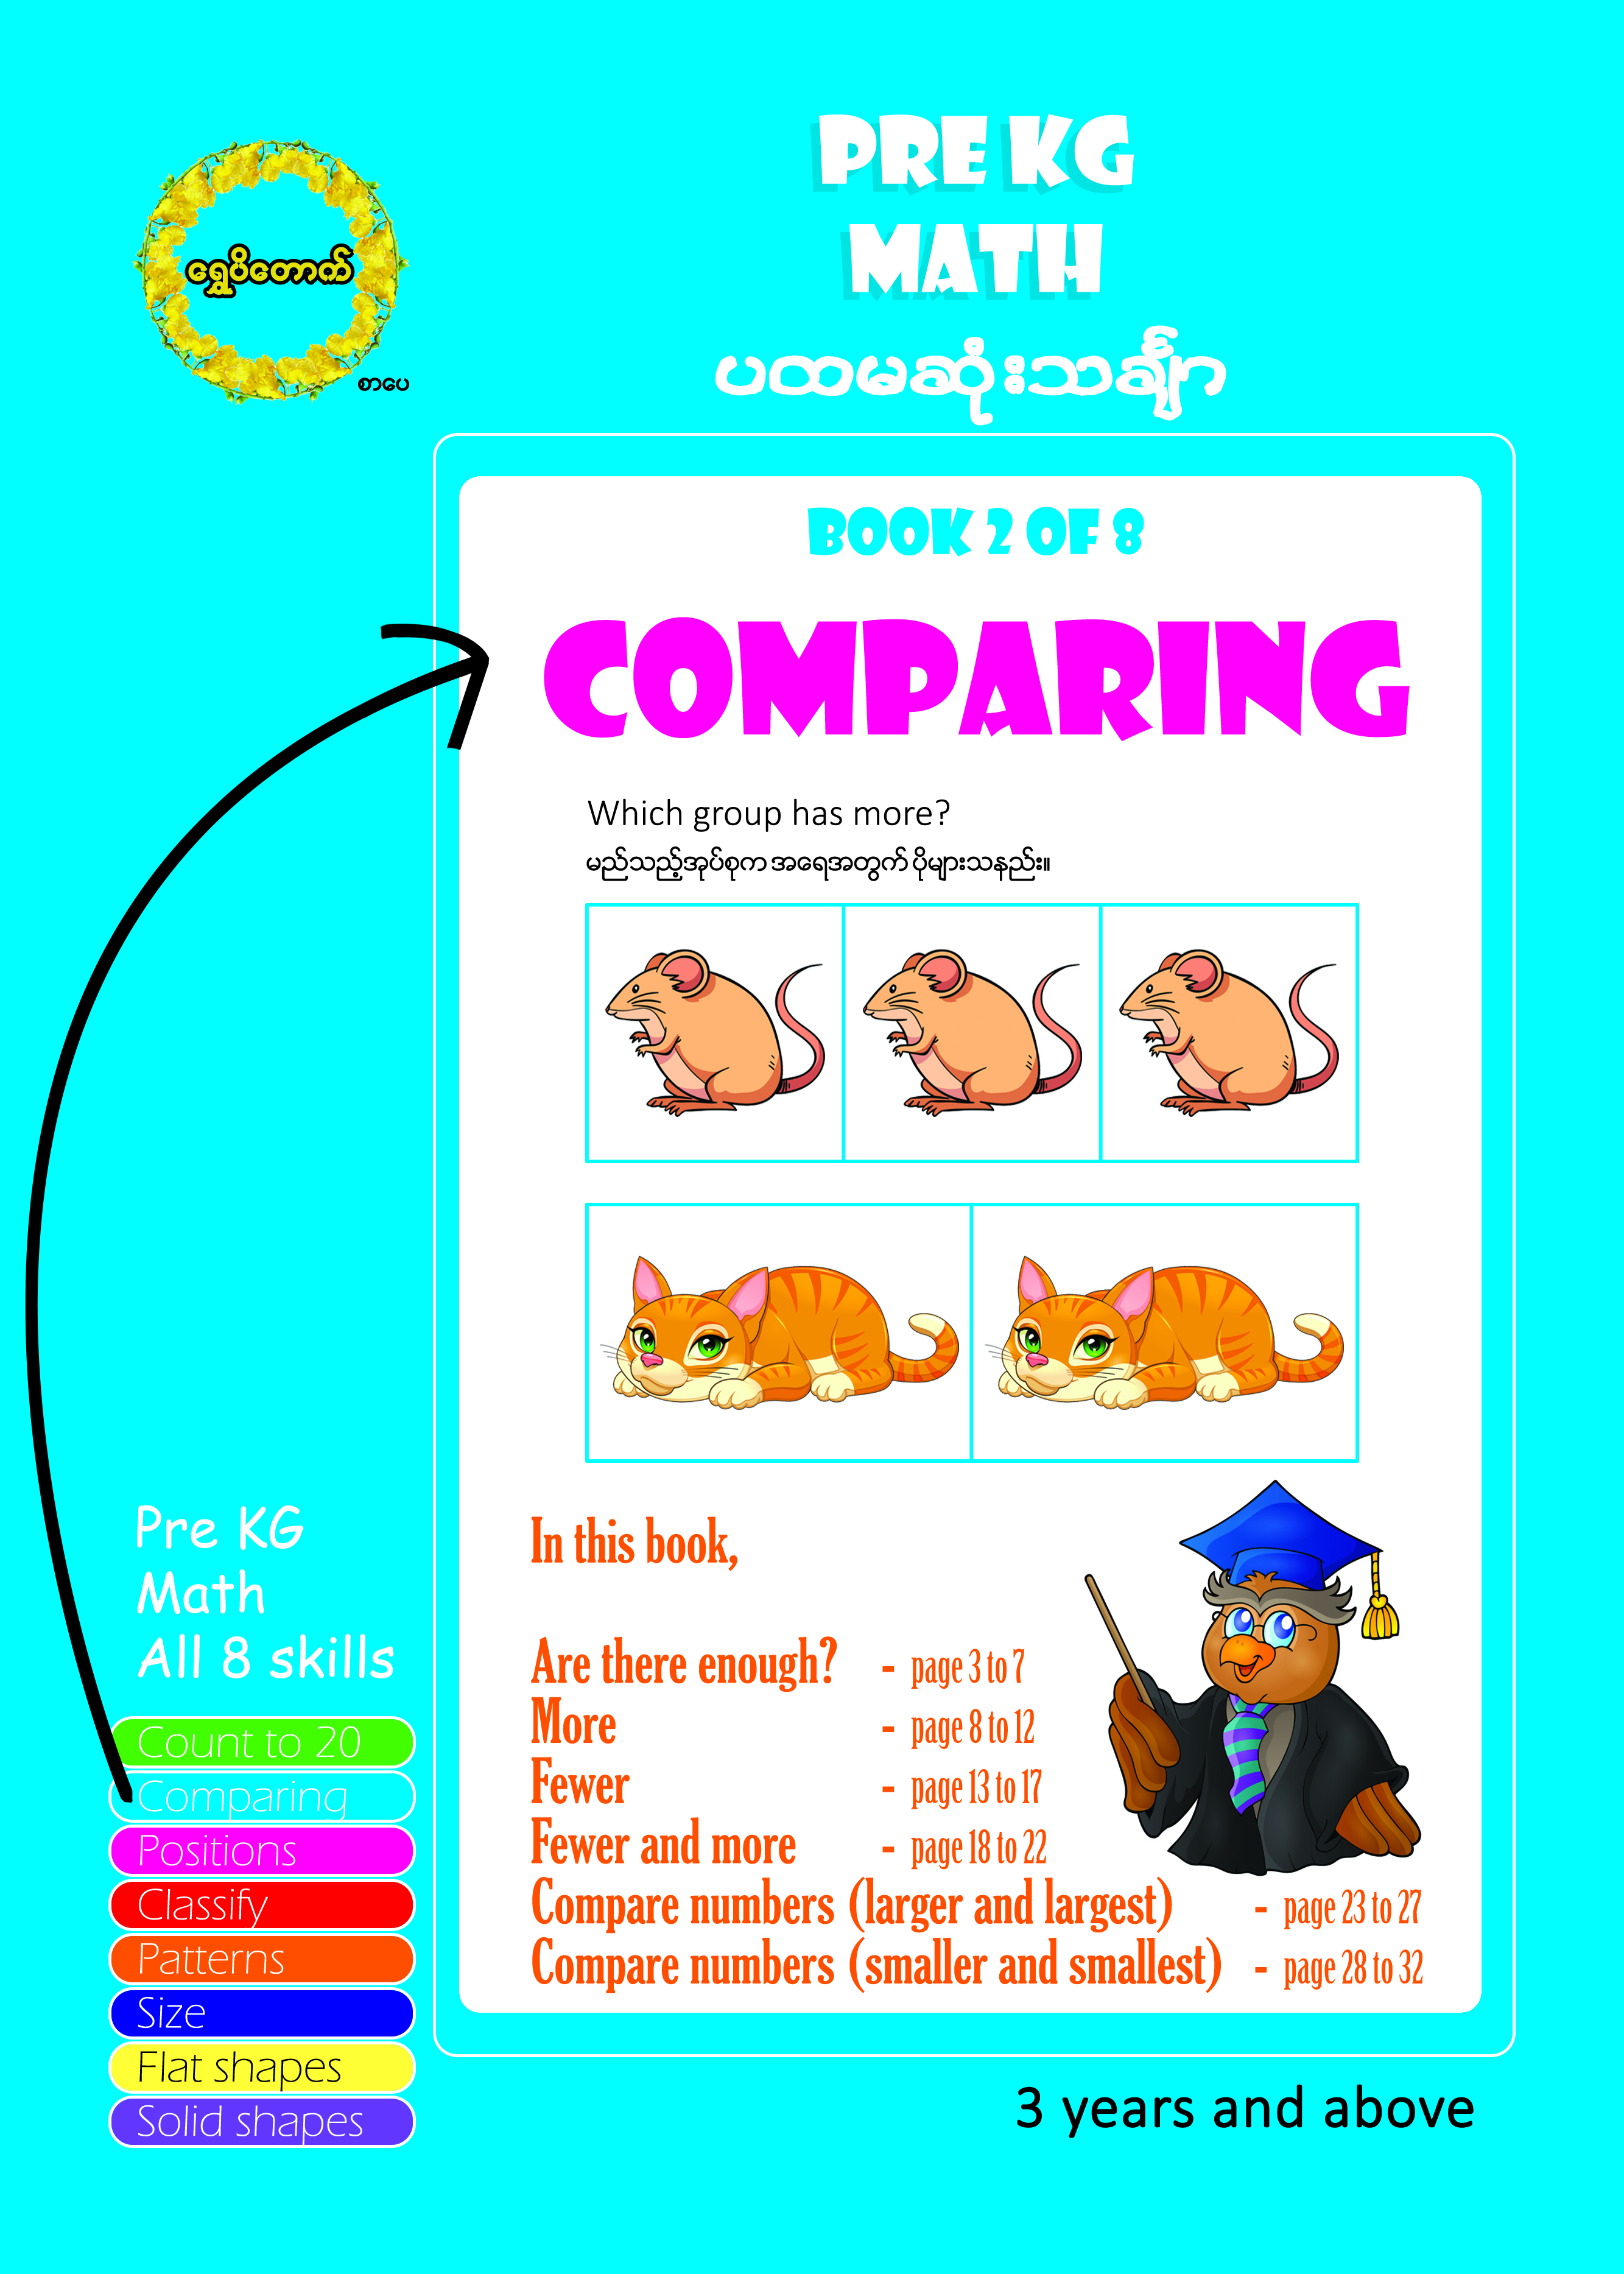 PRE KG
MATH
ပထမဆုံးသင်္ချာ
ရွှေပိတောက်
စာပေ
BOOK 2 OF 8
COMPARING
Which group has more?
မည်သည့်အုပ်စုက အရေအတွက် ပိုများသနည်း။
In this book,
Are there enough? - page 3 to 7
More - page 8 to 12
Fewer - page 13 to 17
Fewer and more - page 18 to 22
Compare numbers (larger and largest) - page 23 to 27
Compare numbers (smaller and smallest) - page 28 to 32
Pre KG
Math
All 8 skills
Count to 20
Comparing
Positions
Classify
Patterns
Size
Flat shapes
Solid shapes
3 years and above